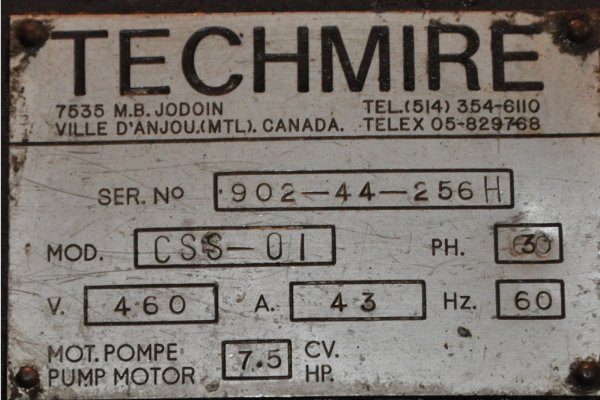 TECHMIRE
7535 M.B. JODOIN TEL.(514) 354-6110
VILLE D'ANJOU,(MTL). CANADA. TELEX 05-829768
SER. No 902-44-256H
MOD. CSS-01 PH. 3
V. 460 A. 43 Hz. 60
MOT. POMPE 7.5 CV.
PUMP MOTOR HP.